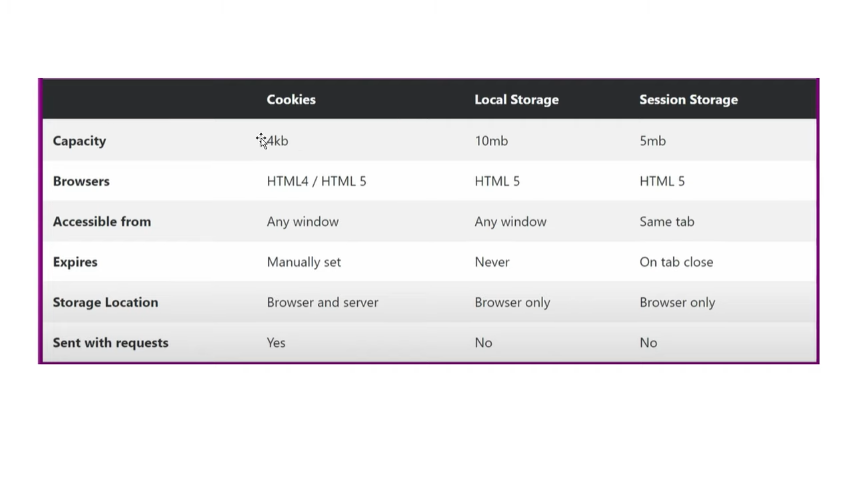 Cookies Local Storage Session Storage
Capacity 4kb 10mb 5mb
Browsers HTML4 / HTML 5 HTML 5 HTML 5
Accessible from Any window Any window Same tab
Expires Manually set Never On tab close
Storage Location Browser and server Browser only Browser only
Sent with requests Yes No No